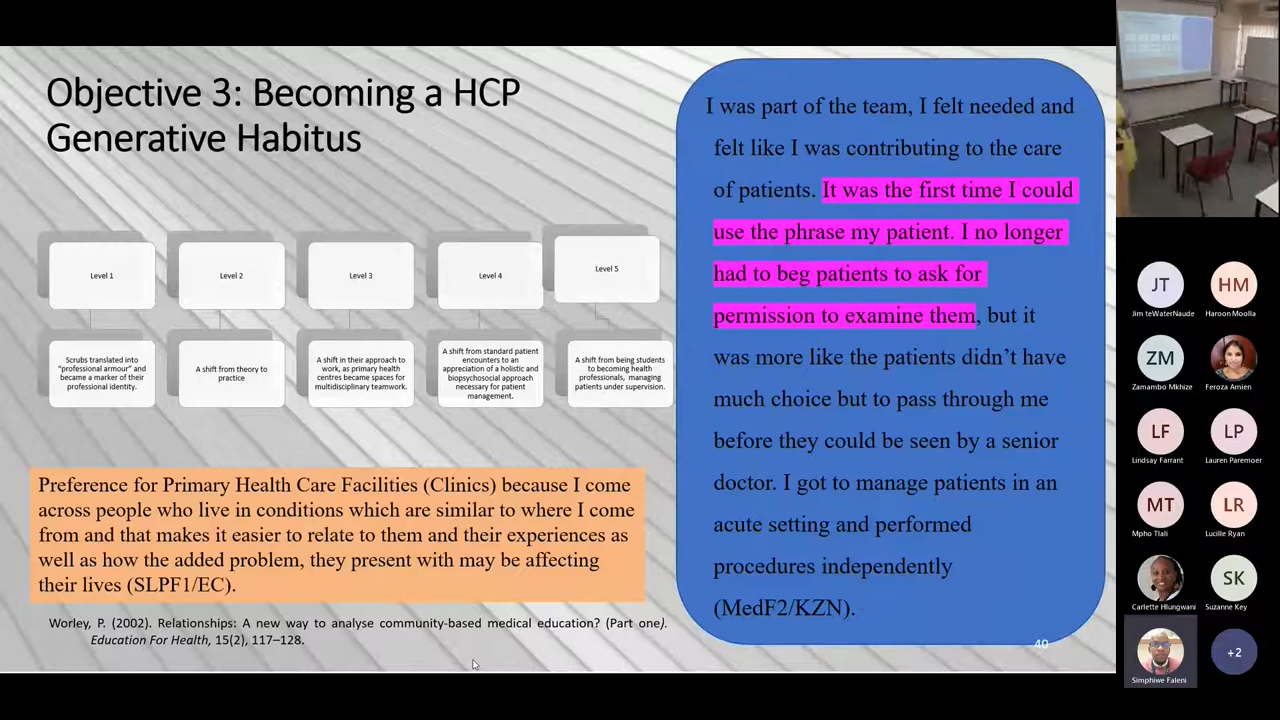 Objective 3: Becoming a HCP
Generative Habitus
Level 1
Level 2
Level 3
Level 4
Level 5
Scrubs translated into
“professional armour” and
became a marker of their
professional identity.
A shift from theory to
practice
A shift in their approach to
work, as primary health
centres became spaces for
multidisciplinary teamwork.
A shift from standard patient
encounters to an
appreciation of a holistic and
biopsychosocial approach
necessary for patient
management.
A shift from being students
to becoming health
professionals, managing
patients under supervision.
Preference for Primary Health Care Facilities (Clinics) because I come
across people who live in conditions which are similar to where I come
from and that makes it easier to relate to them and their experiences as
well as how the added problem, they present with may be affecting
their lives (SLPF1/EC).
Worley, P. (2002). Relationships: A new way to analyse community-based medical education? (Part one).
Education For Health, 15(2), 117–128.
I was part of the team, I felt needed and
felt like I was contributing to the care
of patients. It was the first time I could
use the phrase my patient. I no longer
had to beg patients to ask for
permission to examine them, but it
was more like the patients didn’t have
much choice but to pass through me
before they could be seen by a senior
doctor. I got to manage patients in an
acute setting and performed
procedures independently
(MedF2/KZN).
40
JT
Jim teWaterNaude
HM
Haroon Moolla
ZM
Zamambo Mkhize
Feroza Amien
LF
Lindsay Farrant
LP
Lauren Paremoer
MT
Mpho Tlali
LR
Lucille Ryan
Carlette Hlungwani
SK
Suzanne Key
Simphiwe Faleni
+2